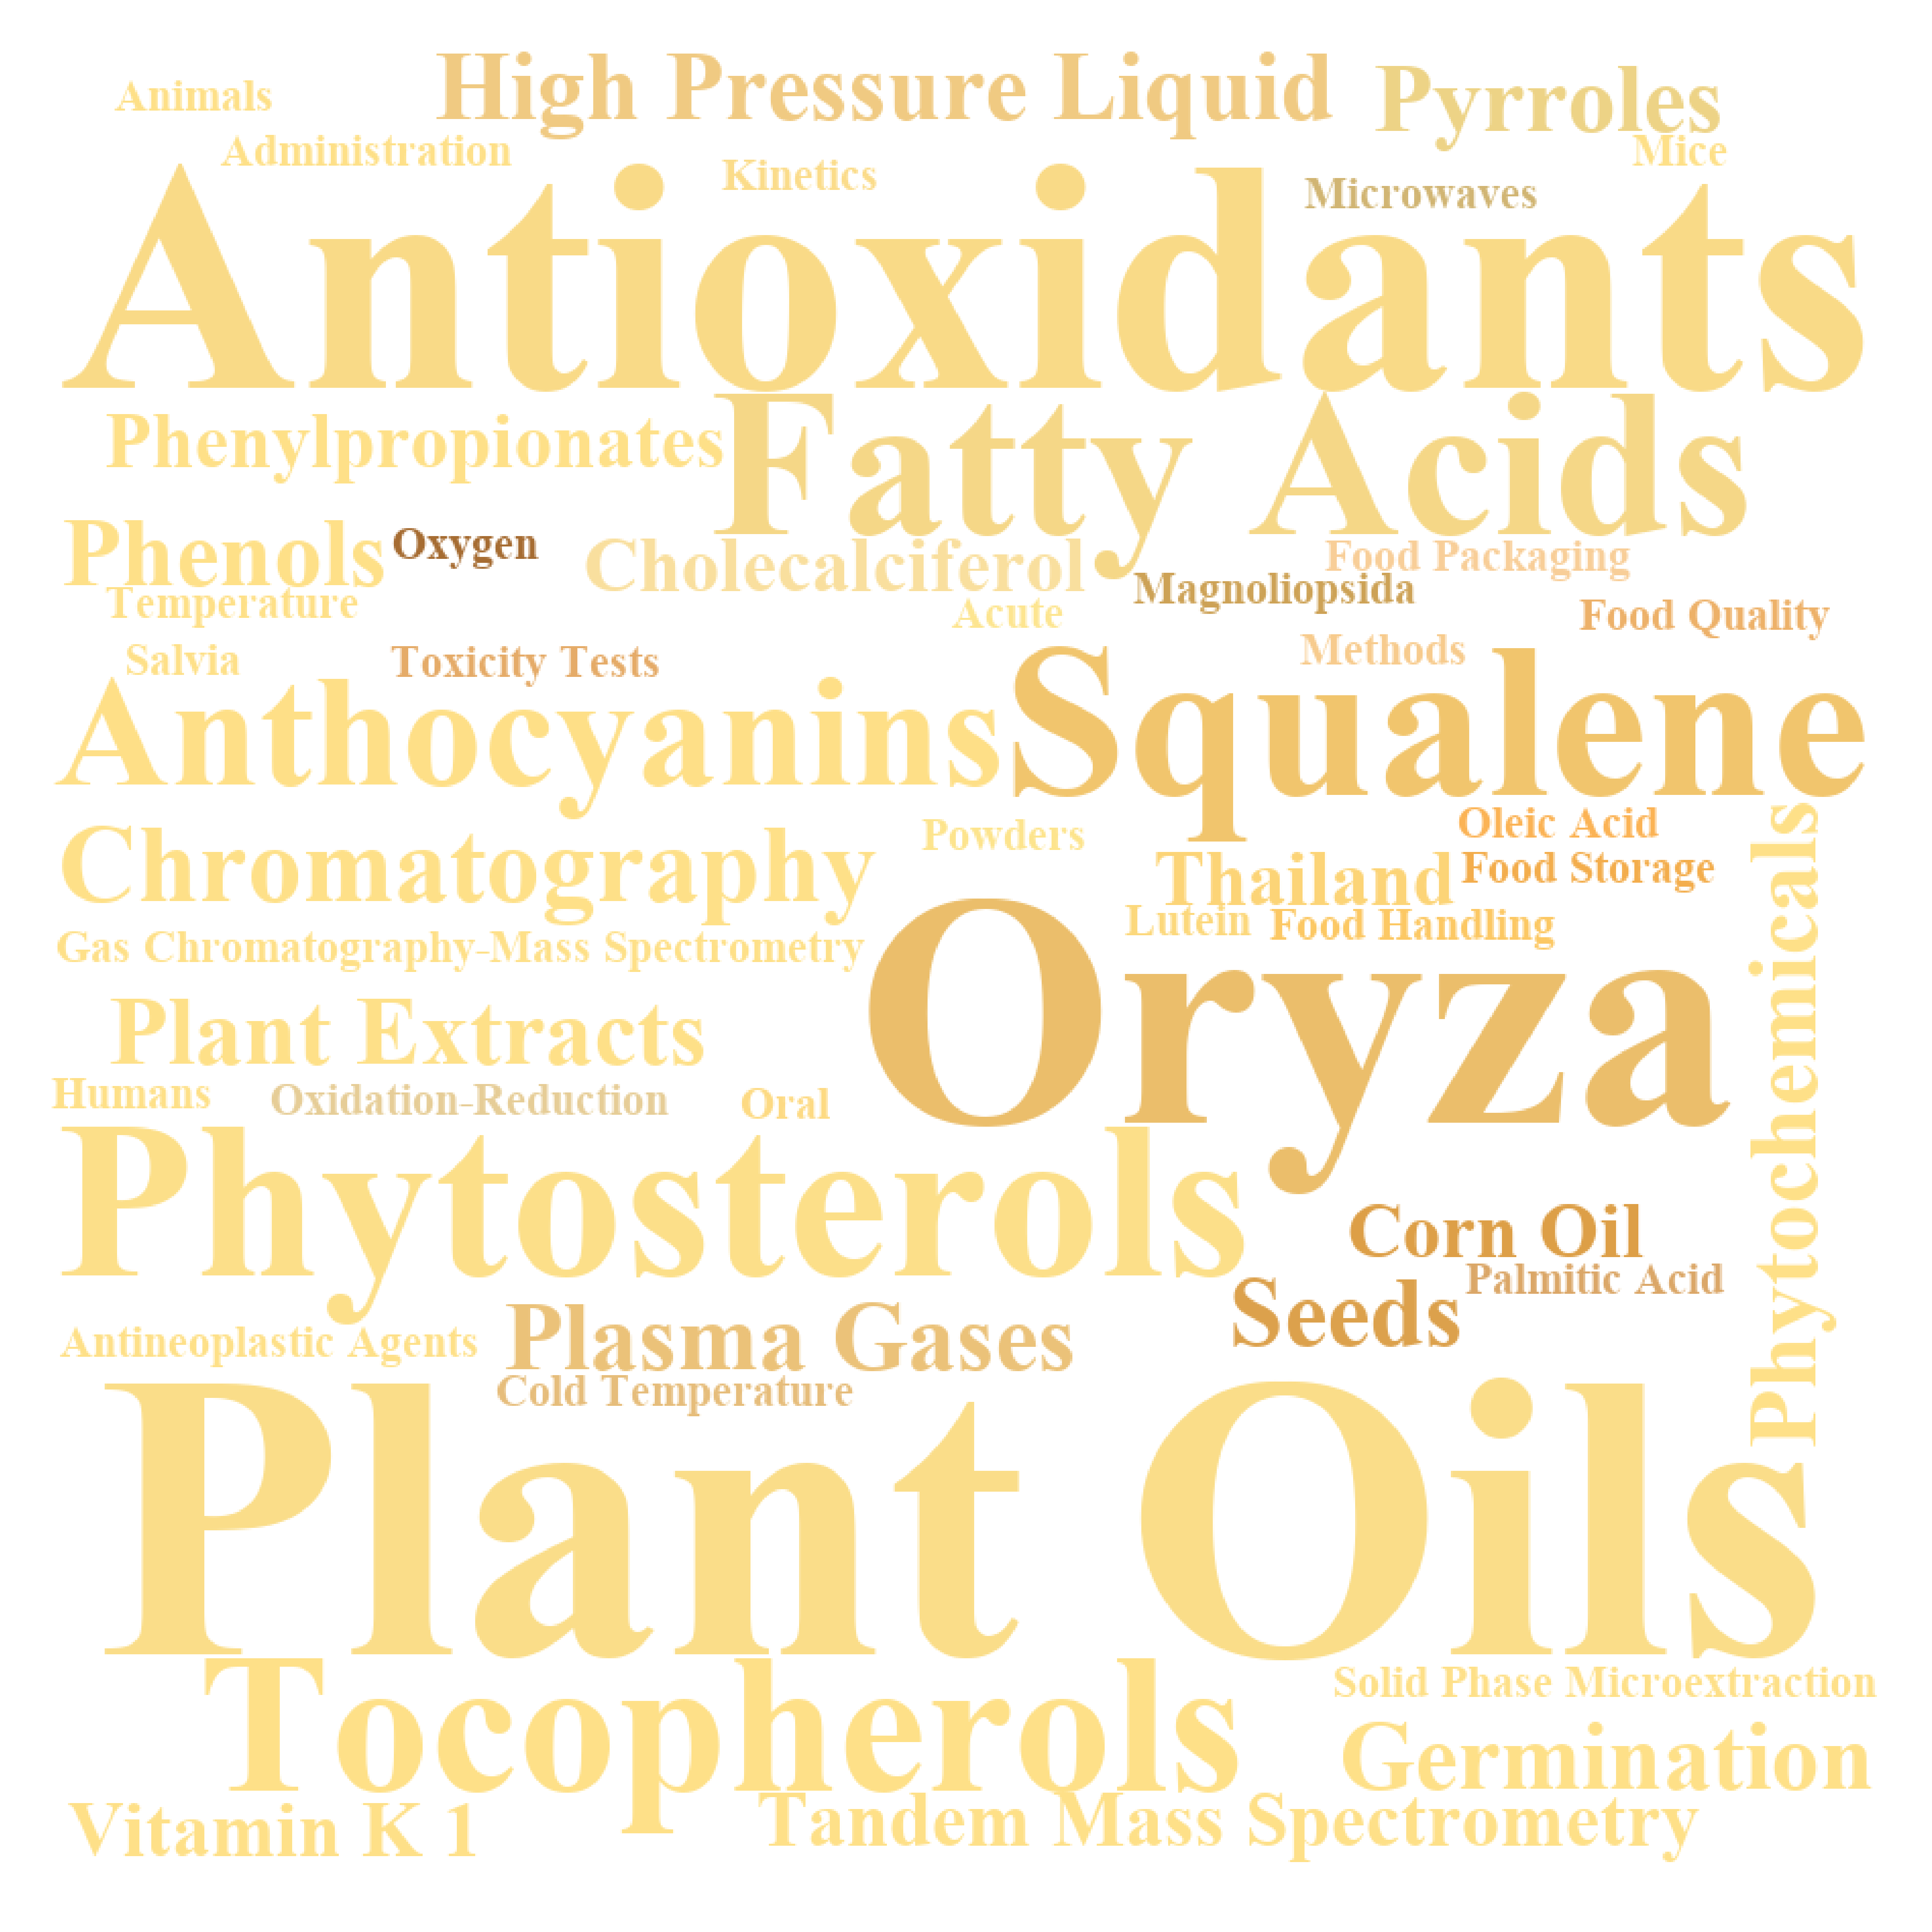 High Pressure Liquid
Pyrroles
Animals
Administration
Kinetics
Mice
Microwaves
Antioxidants
Phenylpropionates
Fatty Acids
Phenols
Oxygen
Cholecalciferol
Food Packaging
Temperature
Acute
Magnoliopsida
Food Quality
Salvia
Toxicity Tests
Methods
Anthocyanins
Squalene
Chromatography
Powders
Oleic Acid
Thailand
Food Storage
Lutein
Food Handling
Gas Chromatography-Mass Spectrometry
Oryza
Phytochemicals
Plant Extracts
Humans
Oxidation-Reduction
Oral
Phytosterols
Corn Oil
Palmitic Acid
Seeds
Antineoplastic Agents
Plasma Gases
Cold Temperature
Plant Oils
Tocopherols
Solid Phase Microextraction
Germination
Vitamin K 1
Tandem Mass Spectrometry